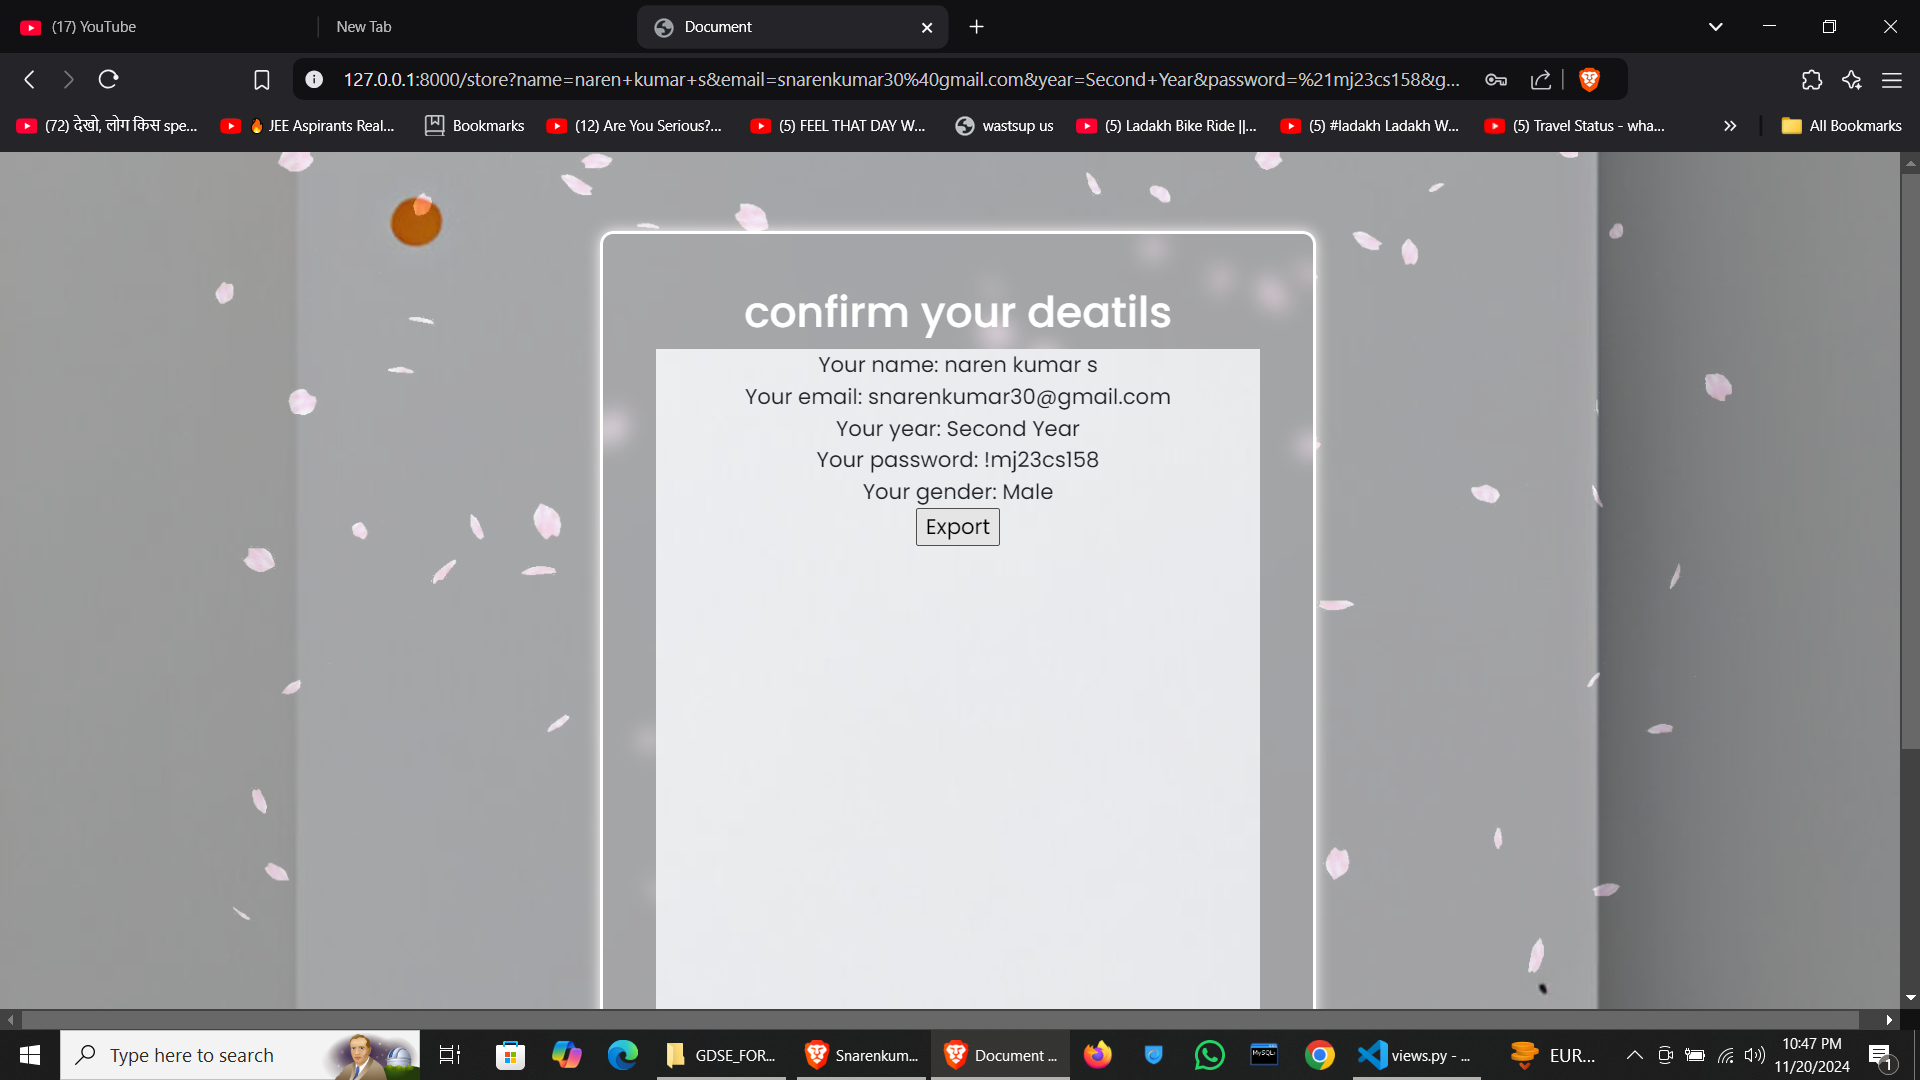 (17) YouTube
New Tab
Document
127.0.0.1:8000/store?name=naren+kumar+s&email=snarenkumar30%40gmail.com&year=Second+Year&password=%21mj23cs158&g...
(72) देखो, लोग किस spe...
🔥 JEE Aspirants Real...
Bookmarks
(12) Are You Serious?...
(5) FEEL THAT DAY W...
wastsup us
(5) Ladakh Bike Ride ||...
(5) #ladakh Ladakh W...
(5) Travel Status - wha...
All Bookmarks
confirm your deatils
Your name: naren kumar s
Your email: snarenkumar30@gmail.com
Your year: Second Year
Your password: !mj23cs158
Your gender: Male
Export
Type here to search
GDSE_FOR...
Snarenkum...
Document ...
MySQL
views.py - ...
EUR...
10:47 PM
11/20/2024
1